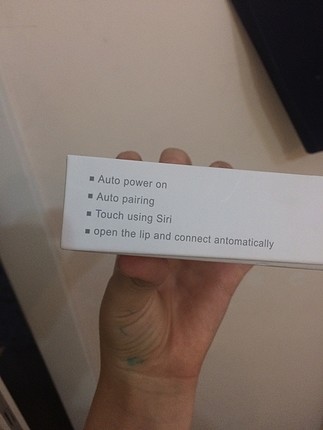 ▪ Auto power on
▪ Auto pairing
▪ Touch using Siri
▪ open the lip and connect antomatically